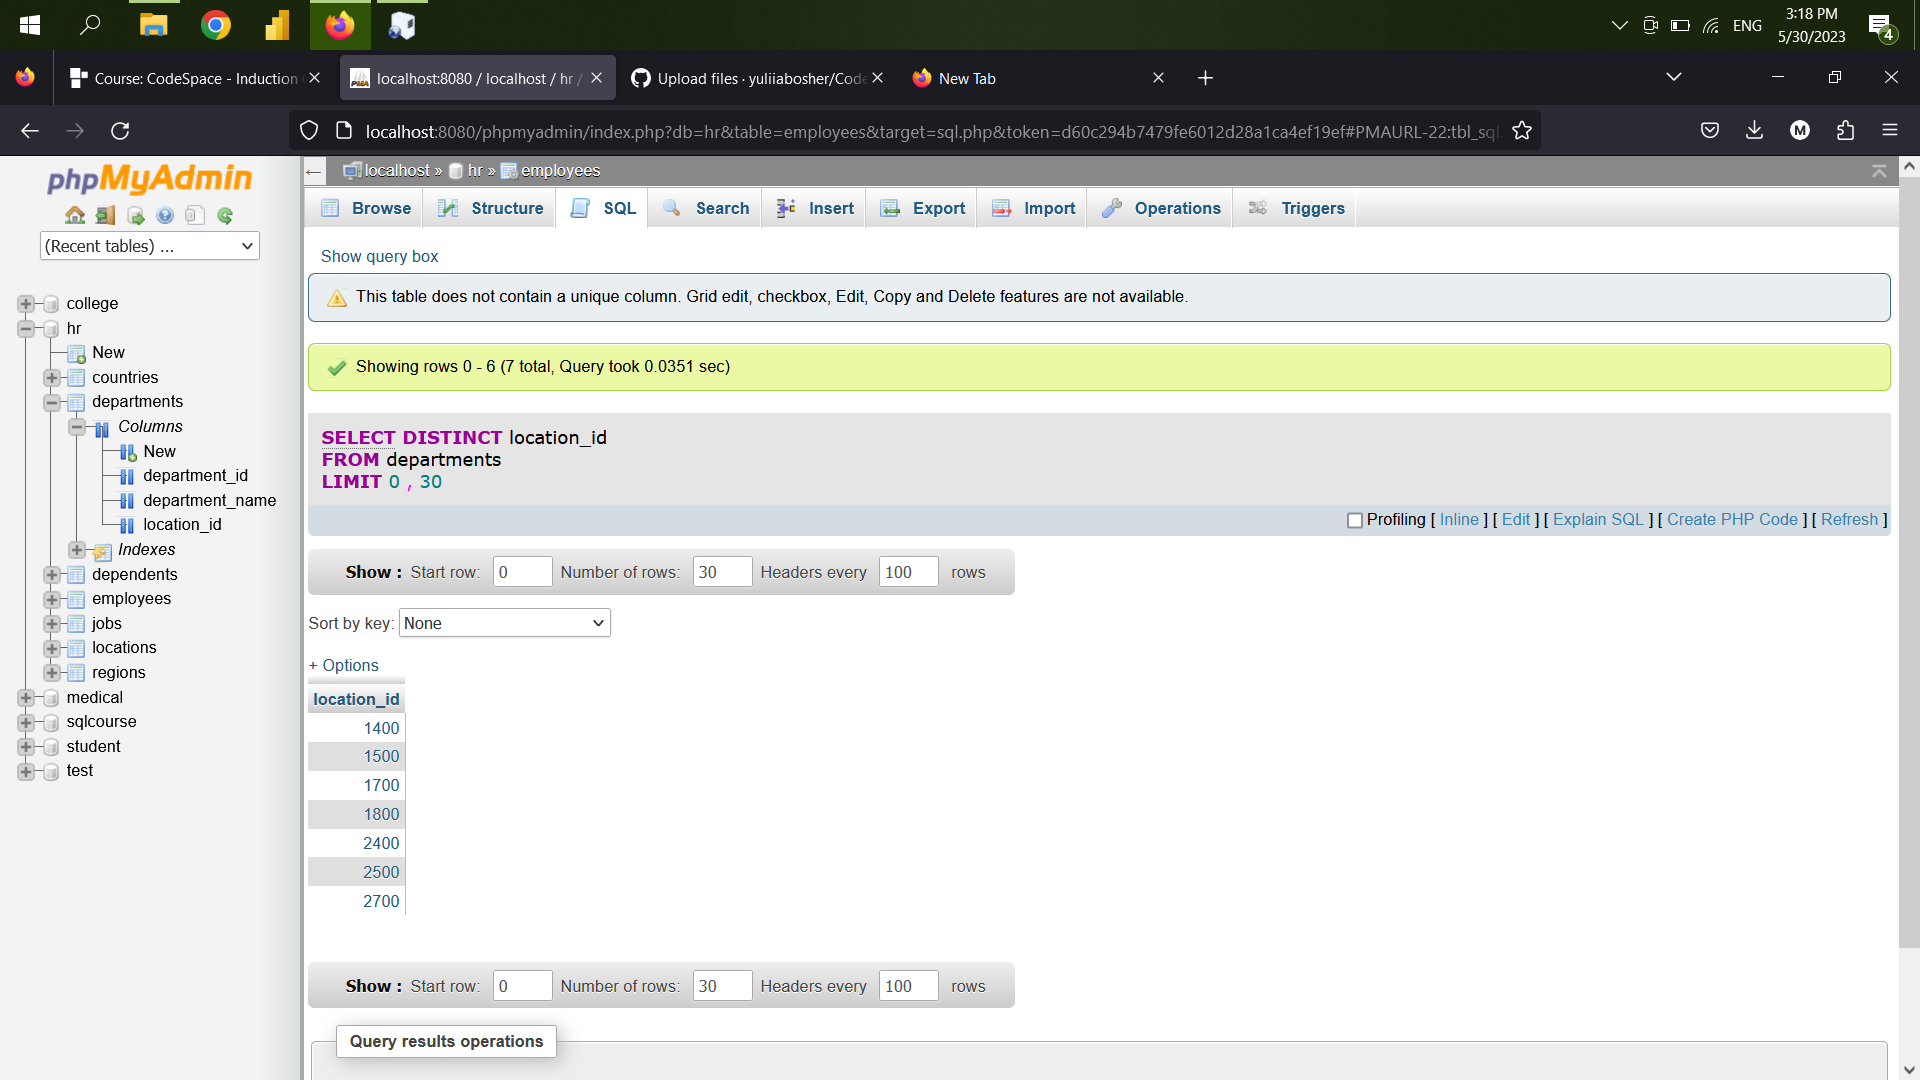 ENG
3:18 PM
5/30/2023
4
Course: CodeSpace - Induction
localhost:8080 / localhost / hr /
Upload files · yuliiabosher/Code
New Tab
localhost:8080/phpmyadmin/index.php?db=hr&table=employees&target=sql.php&token=d60c294b7479fe6012d28a1ca4ef19ef#PMAURL-22:tbl_sql
M
phpMyAdmin
(Recent tables) ...
college
hr
New
countries
departments
Columns
New
department_id
department_name
location_id
Indexes
dependents
employees
jobs
locations
regions
medical
sqlcourse
student
test
localhost » hr » employees
Browse Structure SQL Search Insert Export Import Operations Triggers
Show query box
This table does not contain a unique column. Grid edit, checkbox, Edit, Copy and Delete features are not available.
Showing rows 0 - 6 (7 total, Query took 0.0351 sec)
SELECT DISTINCT location_id
FROM departments
LIMIT 0 , 30
Profiling [ Inline ] [ Edit ] [ Explain SQL ] [ Create PHP Code ] [ Refresh ]
Show : Start row: 0 Number of rows: 30 Headers every 100 rows
Sort by key: None
+ Options
location_id
1400
1500
1700
1800
2400
2500
2700
Show : Start row: 0 Number of rows: 30 Headers every 100 rows
Query results operations